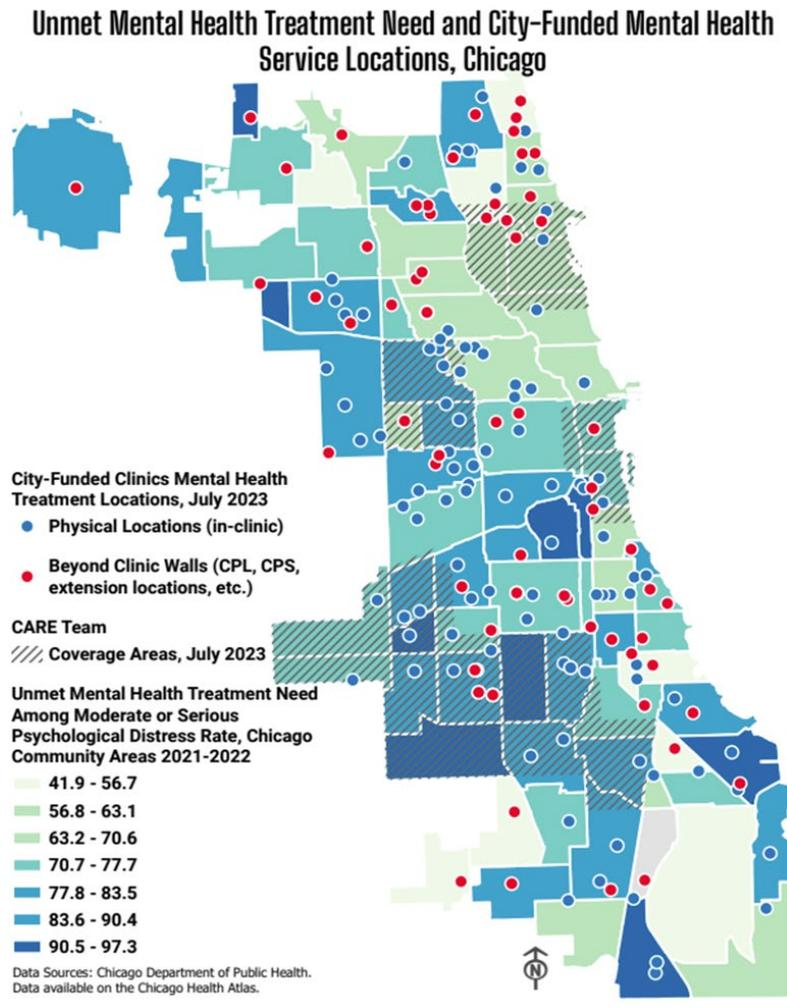 Unmet Mental Health Treatment Need and City-Funded Mental Health
Service Locations, Chicago
City-Funded Clinics Mental Health
Treatment Locations, July 2023
Physical Locations (in-clinic)
Beyond Clinic Walls (CPL, CPS,
extension locations, etc.)
CARE Team
Coverage Areas, July 2023
Unmet Mental Health Treatment Need
Among Moderate or Serious
Psychological Distress Rate, Chicago
Community Areas 2021-2022
41.9 - 56.7
56.8 - 63.1
63.2 - 70.6
70.7 - 77.7
77.8 - 83.5
83.6 - 90.4
90.5 - 97.3
Data Sources: Chicago Department of Public Health.
Data available on the Chicago Health Atlas.
N